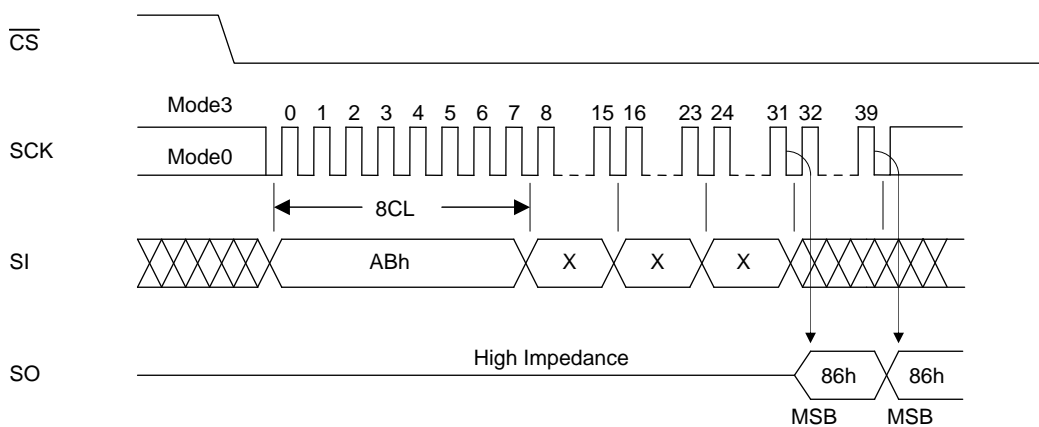 CS
Mode3
0 1 2 3 4 5 6 7 8 15 16 23 24 31 32 39
SCK
Mode0
8CL
SI
ABh X X X
High Impedance
SO
86h 86h
MSB MSB